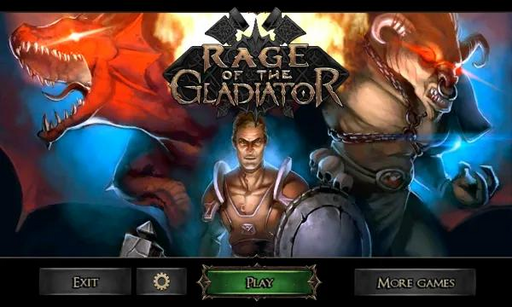 RAGE
OF THE
GLADIATOR
EXIT
PLAY
MORE GAMES